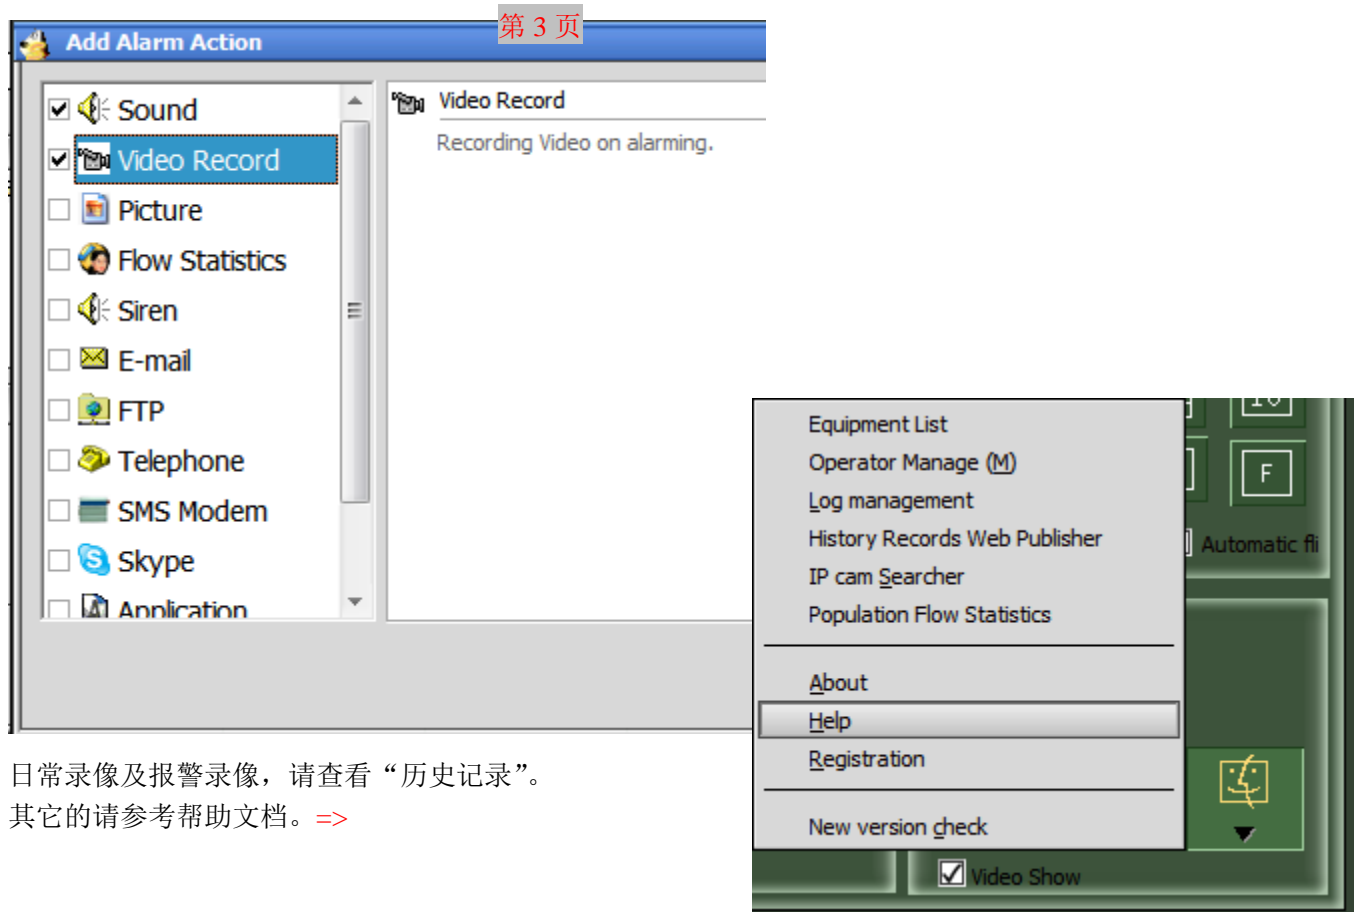 第 3 页
Add Alarm Action
Sound
Video Record
Picture
Flow Statistics
Siren
E-mail
FTP
Telephone
SMS Modem
Skype
Application
Video Record
Recording Video on alarming.
日常录像及报警录像，请查看“历史记录”。
其它的请参考帮助文档。=>
Equipment List
Operator Manage (M)
Log management
History Records Web Publisher
IP cam Searcher
Population Flow Statistics
About
Help
Registration
New version check
F
Automatic fli
Video Show